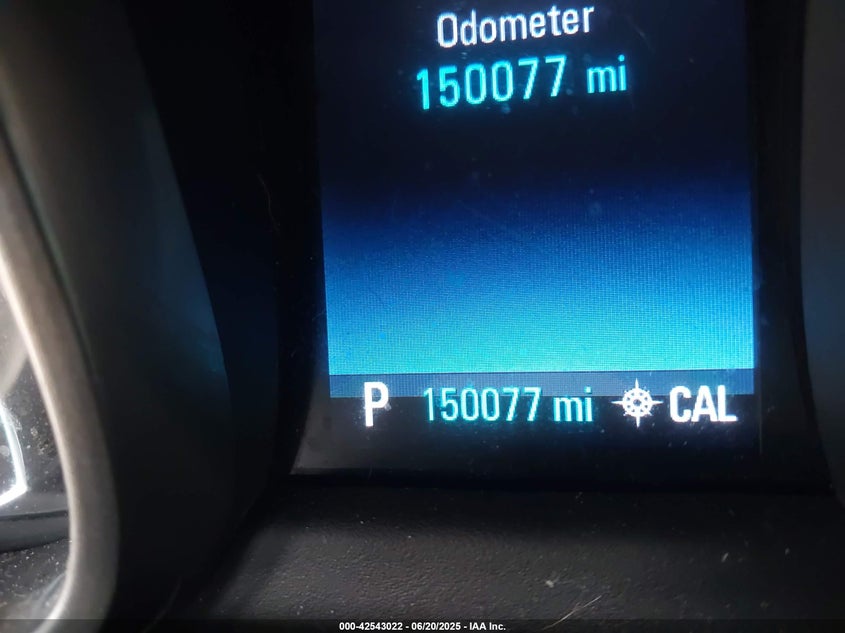 Odometer
150077 mi
P 150077 mi CAL
000-42543022 - 06/20/2025 - IAA Inc.